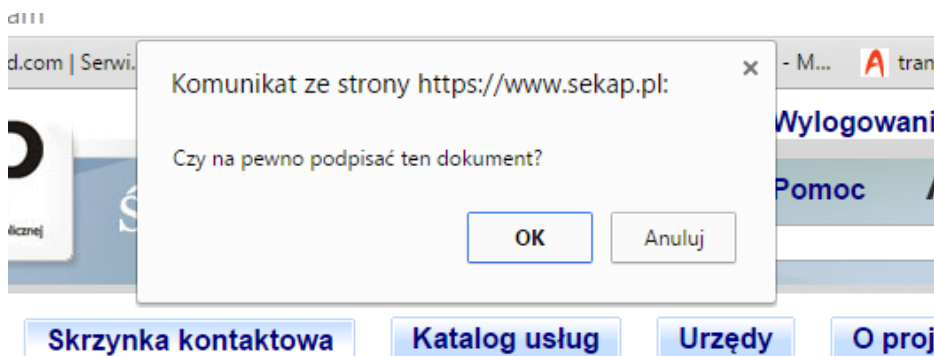 d.com | Serwi.
- M...
tran
Komunikat ze strony https://www.sekap.pl:
Wylogowani
Czy na pewno podpisać ten dokument?
Pomoc
licznej
Ś
OK
Anuluj
Skrzynka kontaktowa
Katalog usług
Urzędy
O proj